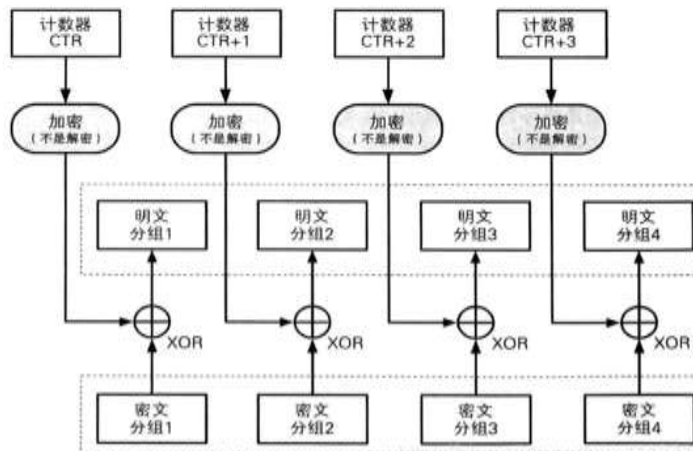 计数器
CTR
计数器
CTR+1
计数器
CTR+2
计数器
CTR+3
加密
(不是解密)
加密
(不是解密)
加密
(不是解密)
加密
(不是解密)
明文
分组1
明文
分组2
明文
分组3
明文
分组4
XOR
XOR
XOR
XOR
密文
分组1
密文
分组2
密文
分组3
密文
分组4